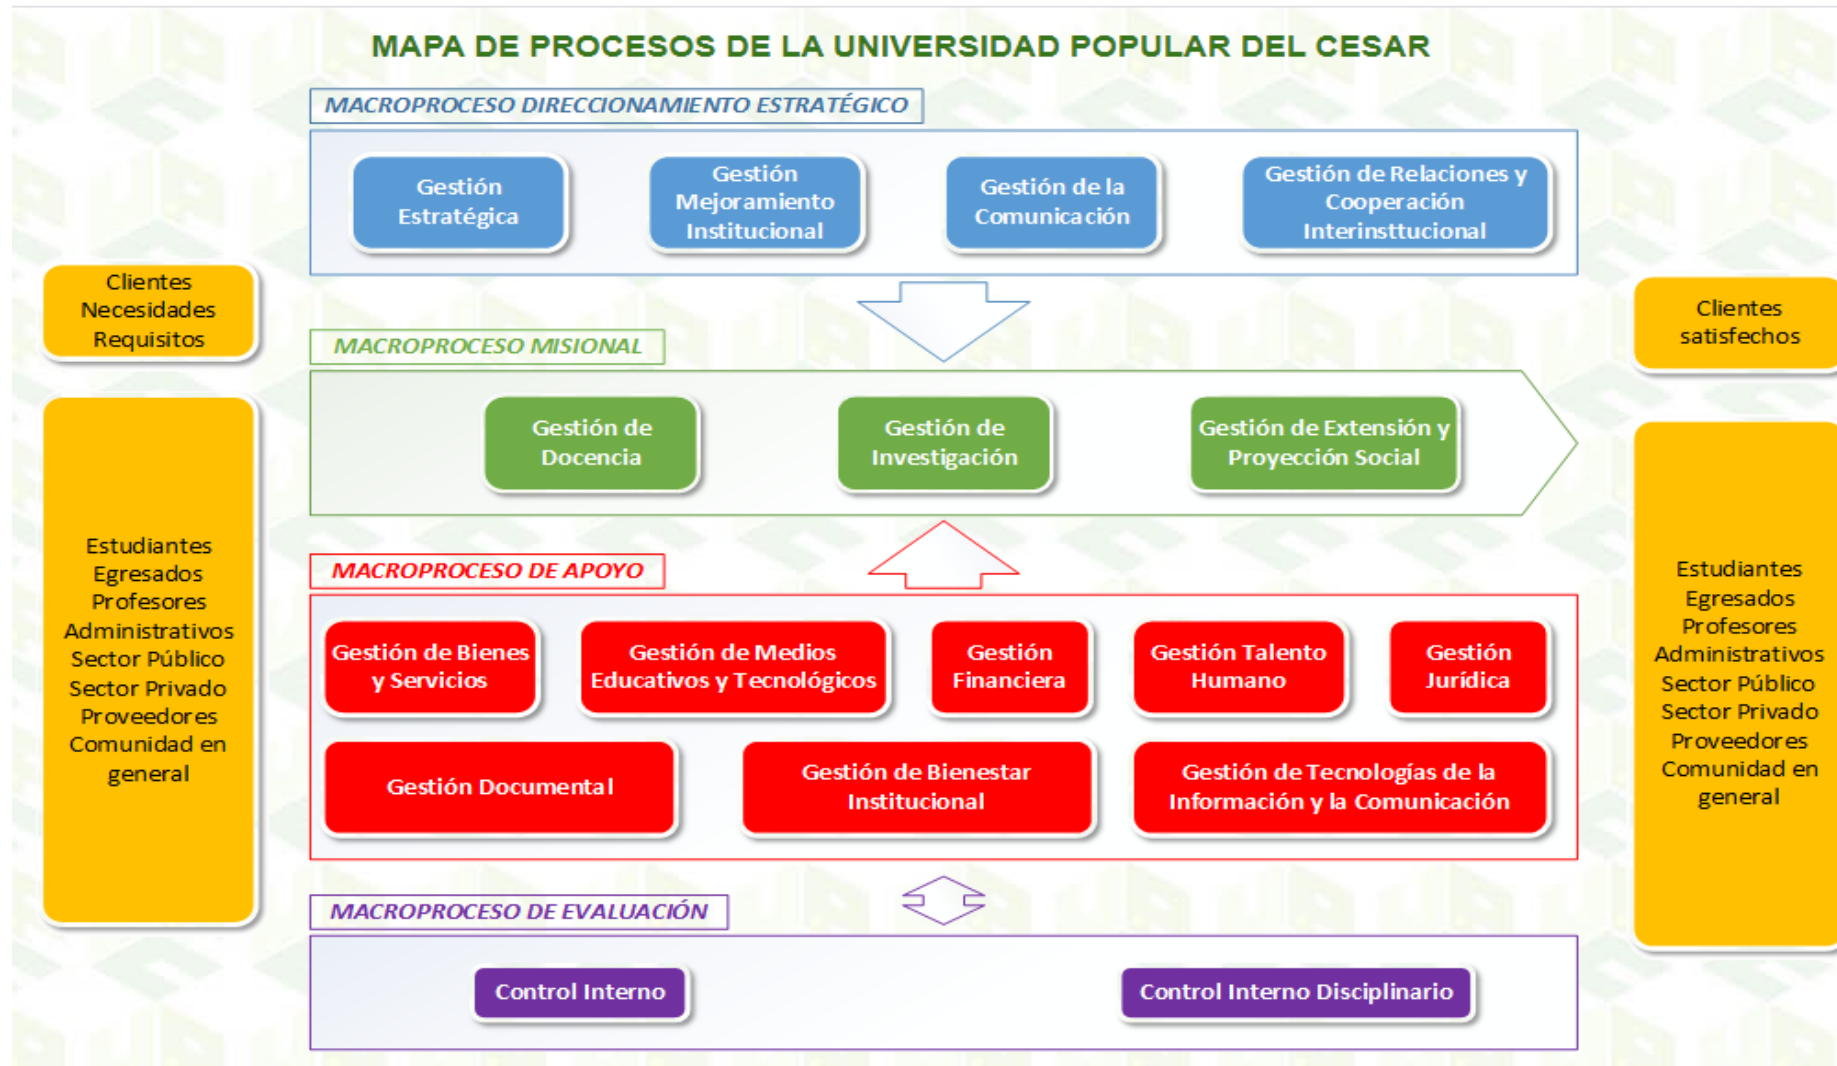 MAPA DE PROCESOS DE LA UNIVERSIDAD POPULAR DEL CESAR
MACROPROCESO DIRECCIONAMIENTO ESTRATÉGICO
Gestión
Estratégica
Gestión
Mejoramiento
Institucional
Gestión de la
Comunicación
Gestión de Relaciones y
Cooperación
Interinsttucional
Clientes
Necesidades
Requisitos
Estudiantes
Egresados
Profesores
Administrativos
Sector Público
Sector Privado
Proveedores
Comunidad en
general
MACROPROCESO MISIONAL
Gestión de
Docencia
Gestión de
Investigación
Gestión de Extensión y
Proyección Social
MACROPROCESO DE APOYO
Gestión de Bienes
y Servicios
Gestión de Medios
Educativos y Tecnológicos
Gestión
Financiera
Gestión Talento
Humano
Gestión
Jurídica
Gestión Documental
Gestión de Bienestar
Institucional
Gestión de Tecnologías de la
Información y la Comunicación
MACROPROCESO DE EVALUACIÓN
Control Interno
Control Interno Disciplinario
Clientes
satisfechos
Estudiantes
Egresados
Profesores
Administrativos
Sector Público
Sector Privado
Proveedores
Comunidad en
general